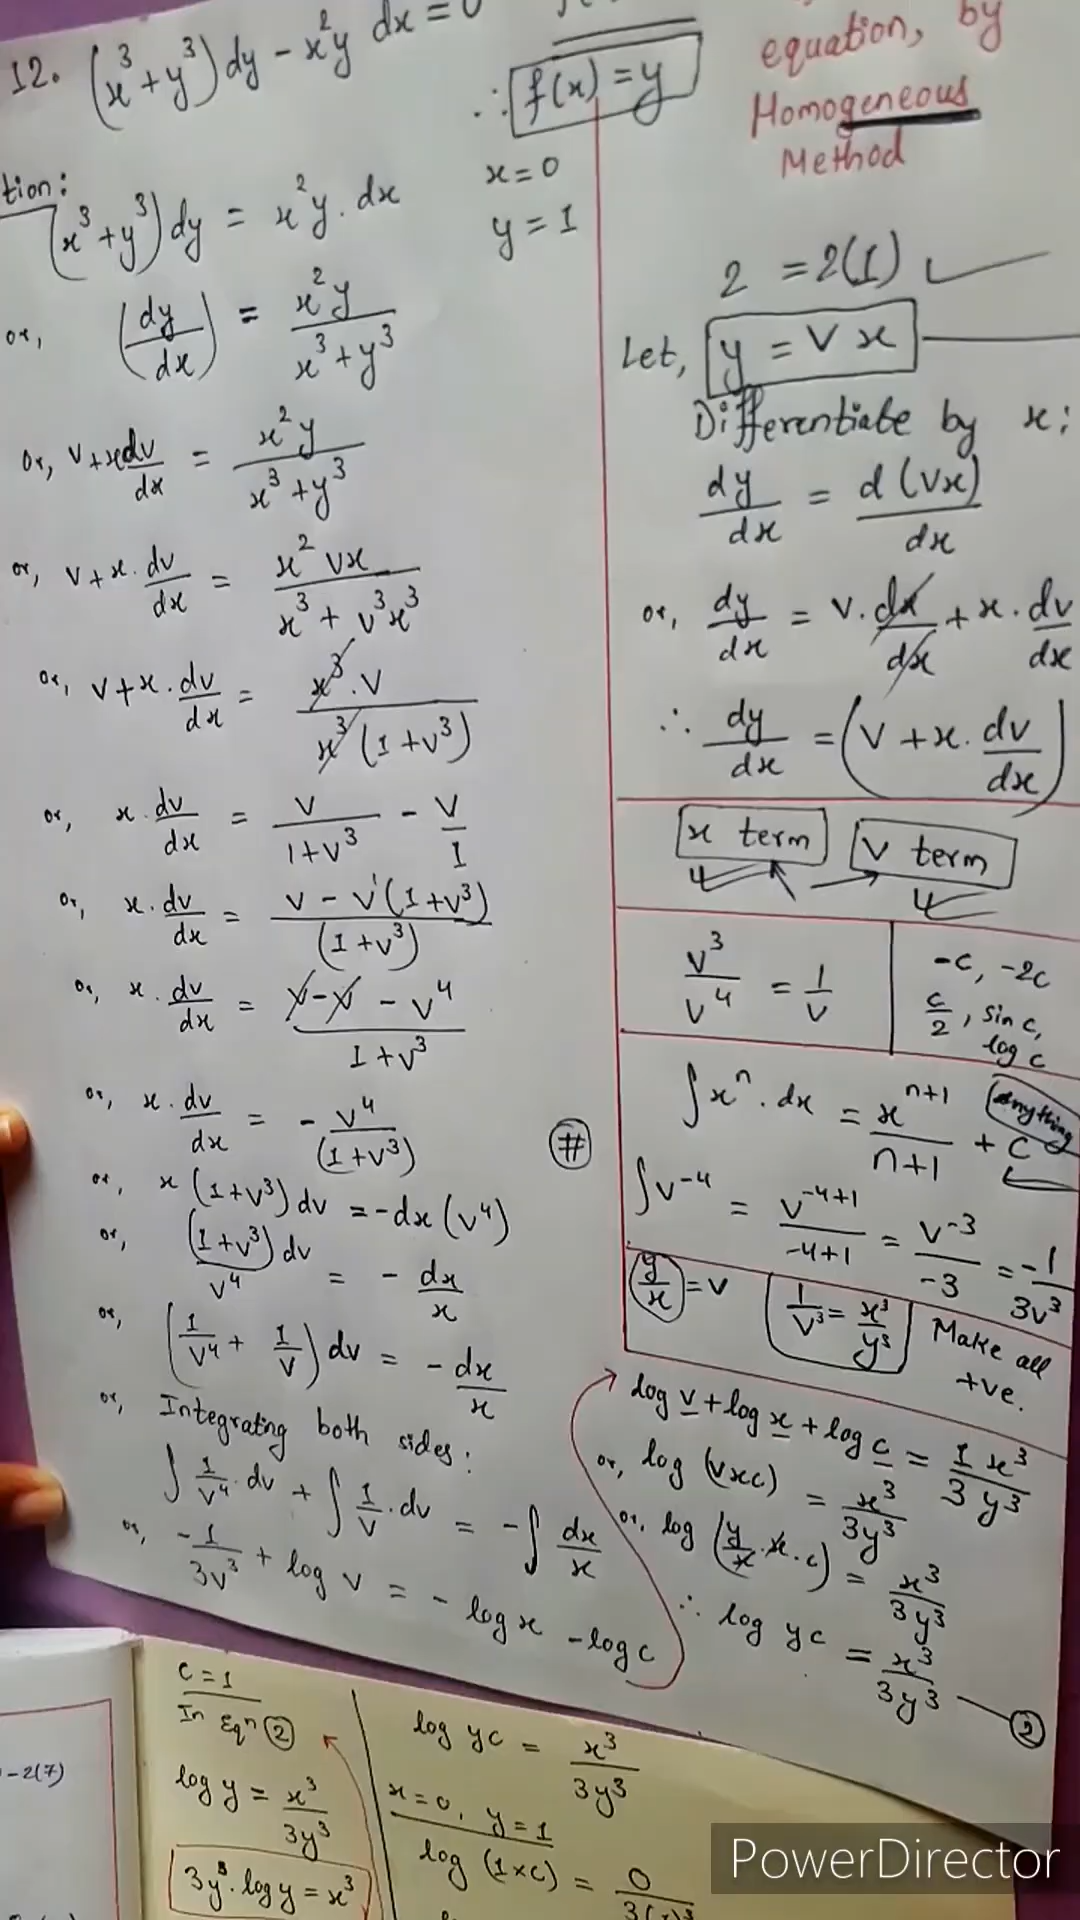 12. (x³+y³)dy - x²y dx = 0
∴ f(x) = y
x = 0
y = 1
tion:
(x³+y³)dy = x²y. dx
or, (dy/dx) = x²y/x³+y³
or, v+xdv/dx = x²y/x³+y³
or, v+x.dv/dx = x² vx/x³ + v³x³
or, v+x.dv/dx = x³.v/x³(1+v³)
or, x.dv/dx = v/1+v³ - v/1
or, x.dv/dx = v - v'(1+v³)/(1+v³)
or, x.dv/dx = v-v - v⁴/1+v³
or, x.dv/dx = - v⁴/(1+v³)
#
or, x(1+v³)dv = -dx(v⁴)
or, (1+v³)dv/v⁴ = - dx/x
or, (1/v⁴ + 1/v)dv = - dx/x
or, Integrating both sides:
∫1/v⁴.dv + ∫1/v.dv = -∫dx/x
or, -1/3v³ + log v = - log x - log c
equation, by
Homogeneous
Method
2 = 2(1)
Let, y = v x
Differentiate by x:
dy/dx = d(vx)/dx
or, dy/dx = v.dx/dx + x.dv/dx
∴ dy/dx = (v + x.dv/dx)
x term
v term
v³/v⁴ = 1/v
-c, -2c
c/2, sin c,
log c
∫xⁿ.dx = xⁿ⁺¹/n+1 + c
Anything
∫v⁻⁴ = v⁻⁴⁺¹/-4+1 = v⁻³/-3 = -1/3v³
y/x = v
1/v³ = x³/y³
Make all
+ve.
log v + log x + log c = 1x³/3y³
or, log (vxc) = x³/3y³
or, log (y/x.x.c) = x³/3y³
∴ log yc = x³/3y³
2
c = 1
In Eqⁿ 2
log y = x³/3y³
3y³.log y = x³
log yc = x³/3y³
x=0, y=1
log (1×c) = 0/3(1)³
-2(7)
PowerDirector